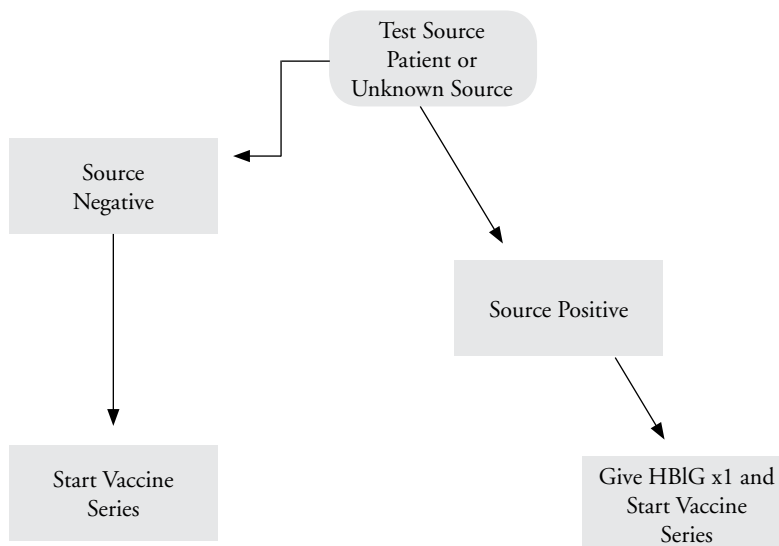 Test Source
Patient or
Unknown Source
Source
Negative
Source Positive
Start Vaccine
Series
Give HBlG x1 and
Start Vaccine
Series